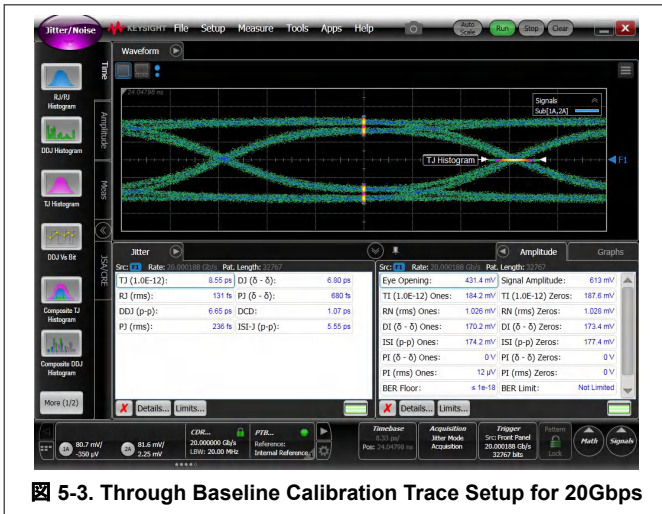 Jitter/Noise
KEYSIGHT File Setup Measure Tools Apps Help
Auto Scale
Run Stop Clear
X
Waveform
Time
Amplitude
Meas
JSA/CRE
RJ/PJ Histogram
DDJ Histogram
TJ Histogram
DDJ Vs Bit
Composite TJ Histogram
Composite DDJ Histogram
More (1/2)
24.04798 ns
Signals
Sub[1A,2A]
TJ Histogram
F1
Jitter
Src: F1 Rate: 20.000188 Gb/s Pat. Length: 32767
TJ (1.0E-12): 8.55 ps DJ (δ - δ): 6.80 ps
RJ (rms): 131 fs PJ (δ - δ): 680 fs
DDJ (p-p): 6.65 ps DCD: 1.07 ps
PJ (rms): 236 fs ISI-J (p-p): 5.55 ps
X Details... Limits...
Amplitude Graphs
Src: F1 Rate: 20.000188 Gb/s Pat. Length: 32767
Eye Opening: 431.4 mV Signal Amplitude: 613 mV
TI (1.0E-12) Ones: 184.2 mV TI (1.0E-12) Zeros: 187.6 mV
RN (rms) Ones: 1.026 mV RN (rms) Zeros: 1.028 mV
DI (δ - δ) Ones: 170.2 mV DI (δ - δ) Zeros: 173.4 mV
ISI (p-p) Ones: 174.2 mV ISI (p-p) Zeros: 177.4 mV
PI (δ - δ) Ones: 0 V PI (δ - δ) Zeros: 0 V
PI (rms) Ones: 12 µV PI (rms) Zeros: 0 V
BER Floor: ≤ 1e-18 BER Limit: Not Limited
X Details... Limits...
1A 80.7 mV/
-350 µV
2A 81.6 mV/
2.25 mV
CDR...
20.000000 Gb/s
LBW: 20.00 MHz
PTB...
Reference:
Internal Reference
Timebase
8.33 ps/
Pos: 24.04798 ns
Acquisition
Jitter Mode
Acquisition
Trigger
Src: Front Panel
20.000188 Gb/s
32767 bits
Pattern
Lock
Math
Signals
図 5-3. Through Baseline Calibration Trace Setup for 20Gbps